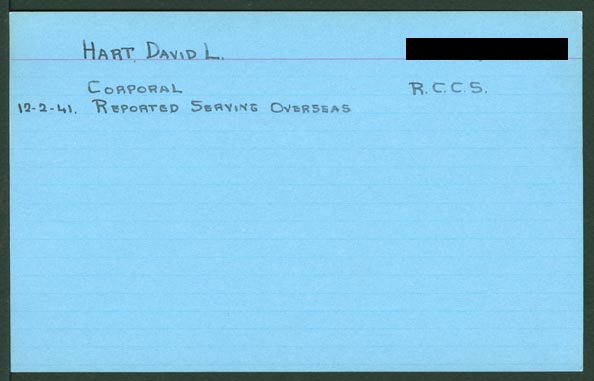 HART, DAVID L.
CORPORAL R.C.C.S.
12-2-41. REPORTED SERVING OVERSEAS